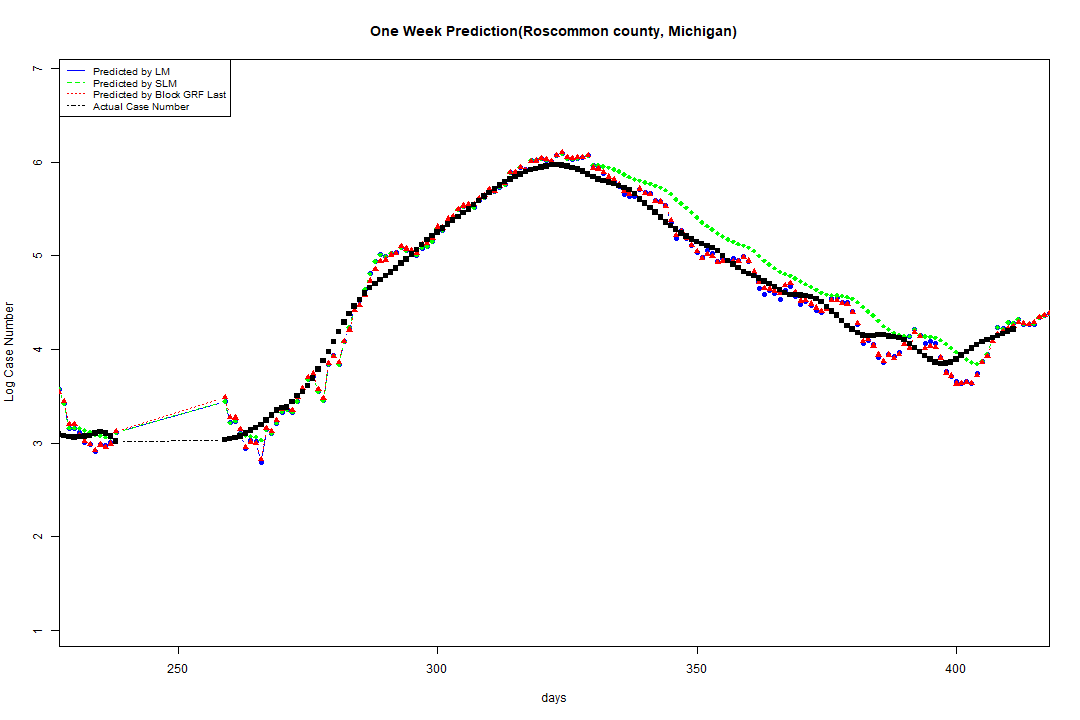 One Week Prediction(Roscommon county, Michigan)
Predicted by LM
Predicted by SLM
Predicted by Block GRF Last
Actual Case Number
7
6
5
4
3
2
1
Log Case Number
250 300 350 400
days